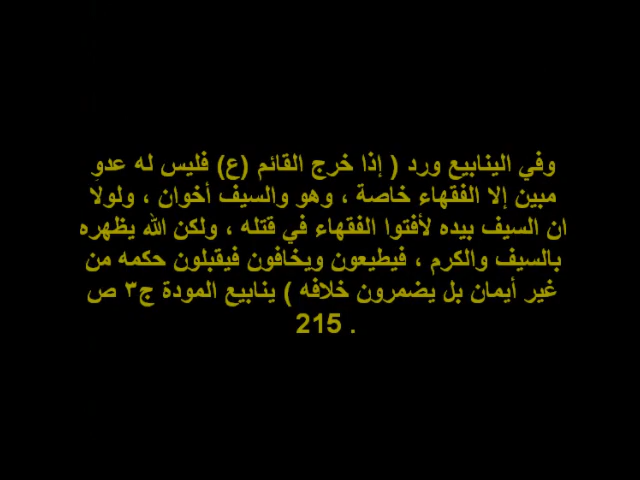 وفي الينابيع ورد ( إذا خرج القائم (ع) فليس له عدو
مبين إلا الفقهاء خاصة ، وهو والسيف أخوان ، ولولا
ان السيف بيده لأفتوا الفقهاء في قتله ، ولكن الله يظهره
بالسيف والكرم ، فيطيعون ويخافون فيقبلون حكمه من
غير أيمان بل يضمرون خلافه ) ينابيع المودة ج٣ ص
215 .